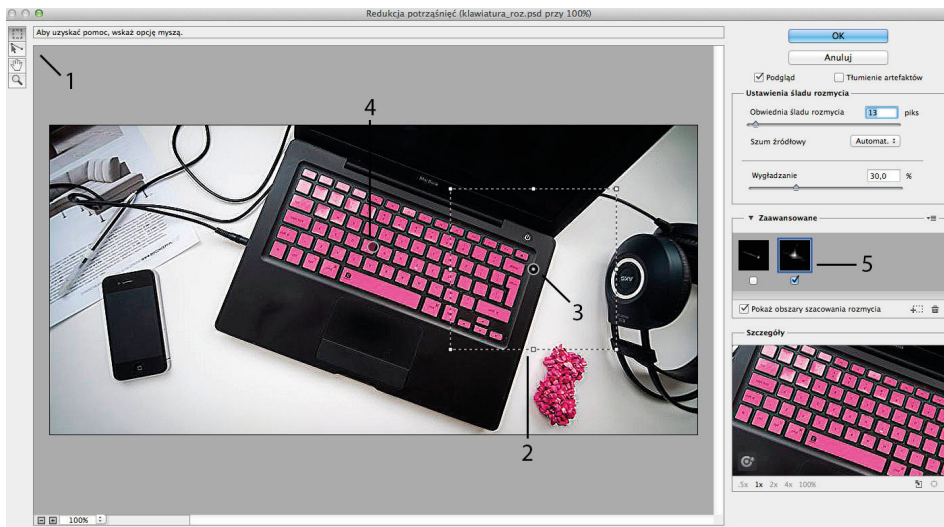 Redukcja potrząśnięć (klawiatura_roz.psd przy 100%)
Aby uzyskać pomoc, wskaż opcję myszą.
OK
Anuluj
Podgląd
Tłumienie artefaktów
Ustawienia śladu rozmycia
Obwiednia śladu rozmycia 13 piks
Szum źródłowy Automat.
Wygładzanie 30,0 %
Zaawansowane
Pokaż obszary szacowania rozmycia
Szczegóły
.5x 1x 2x 4x 100%
1
4
MacBook
AKG
3
2
5
100%